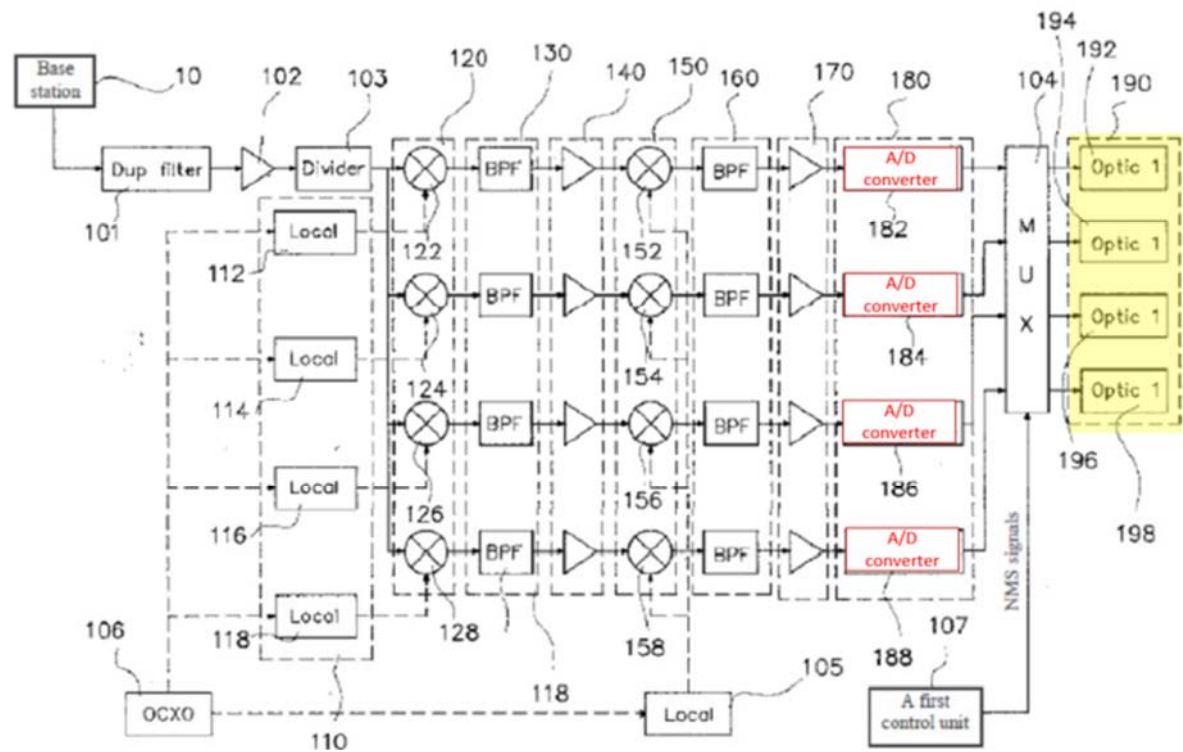 194
192
Base
station
10
102
103
120
130
140
150
160
170
180
104
190
Dup filter
Divider
BPF
BPF
A/D
converter
Optic 1
101
Local
112
122
152
182
M
Optic 1
BPF
BPF
A/D
converter
U
Optic 1
Local
114
124
154
184
X
Optic 1
BPF
BPF
A/D
converter
196
Local
116
126
156
186
198
BPF
BPF
A/D
converter
NMS signals
Local
118
106
128
158
188
107
118
105
OCXO
110
Local
A first
control unit